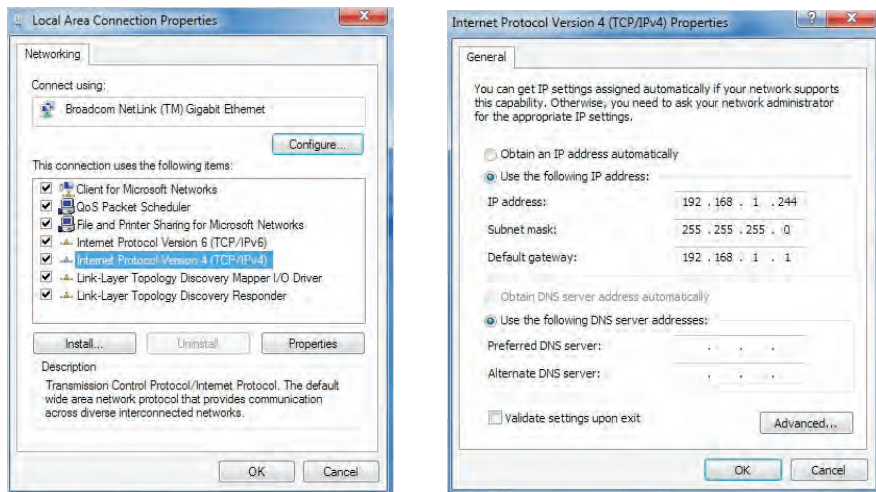 Local Area Connection Properties
Networking
Connect using:
Broadcom NetLink (TM) Gigabit Ethernet
Configure...
This connection uses the following items:
Client for Microsoft Networks
QoS Packet Scheduler
File and Printer Sharing for Microsoft Networks
Internet Protocol Version 6 (TCP/IPv6)
Internet Protocol Version 4 (TCP/IPv4)
Link-Layer Topology Discovery Mapper I/O Driver
Link-Layer Topology Discovery Responder
Install...
Uninstall
Properties
Description
Transmission Control Protocol/Internet Protocol. The default
wide area network protocol that provides communication
across diverse interconnected networks.
OK
Cancel
Internet Protocol Version 4 (TCP/IPv4) Properties
General
You can get IP settings assigned automatically if your network supports
this capability. Otherwise, you need to ask your network administrator
for the appropriate IP settings.
Obtain an IP address automatically
Use the following IP address:
IP address: 192 . 168 . 1 . 244
Subnet mask: 255 . 255 . 255 . 0
Default gateway: 192 . 168 . 1 . 1
Obtain DNS server address automatically
Use the following DNS server addresses:
Preferred DNS server: . . .
Alternate DNS server: . . .
Validate settings upon exit
Advanced...
OK
Cancel